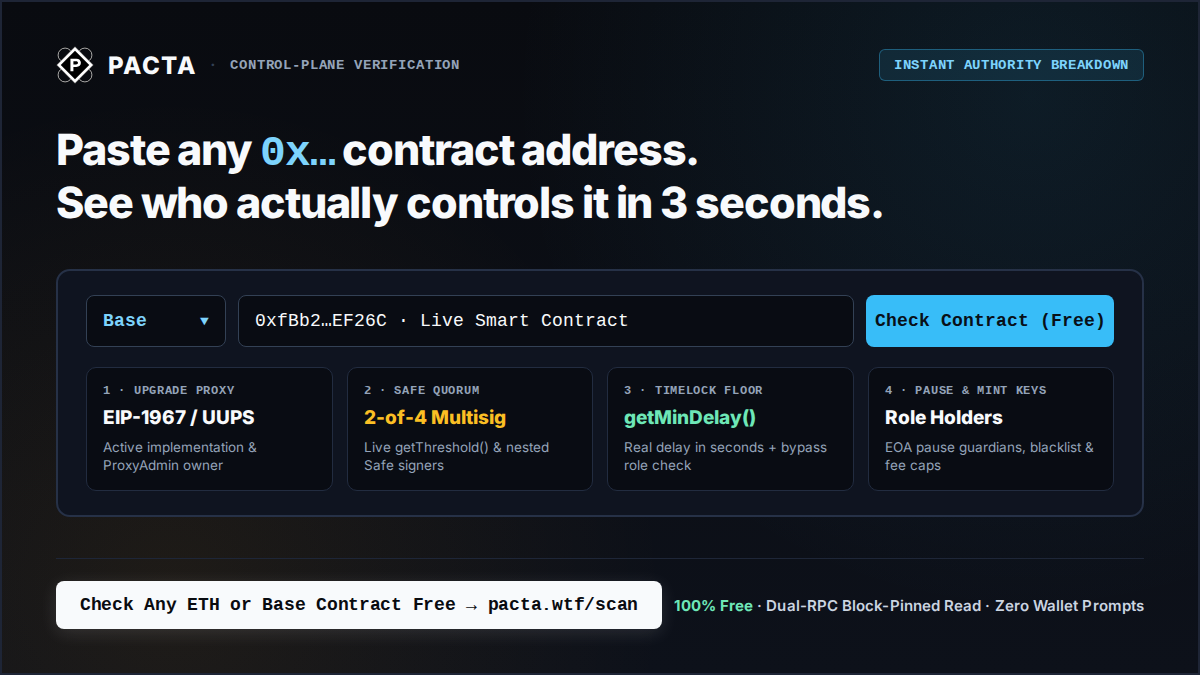 P PACTA · CONTROL-PLANE VERIFICATION
INSTANT AUTHORITY BREAKDOWN
Paste any 0x… contract address.
See who actually controls it in 3 seconds.
Base ▼
0xfBb2…EF26C · Live Smart Contract
Check Contract (Free)
1 · UPGRADE PROXY
EIP-1967 / UUPS
Active implementation &
ProxyAdmin owner
2 · SAFE QUORUM
2-of-4 Multisig
Live getThreshold() & nested
Safe signers
3 · TIMELOCK FLOOR
getMinDelay()
Real delay in seconds + bypass
role check
4 · PAUSE & MINT KEYS
Role Holders
EOA pause guardians, blacklist &
fee caps
Check Any ETH or Base Contract Free → pacta.wtf/scan
100% Free · Dual-RPC Block-Pinned Read · Zero Wallet Prompts